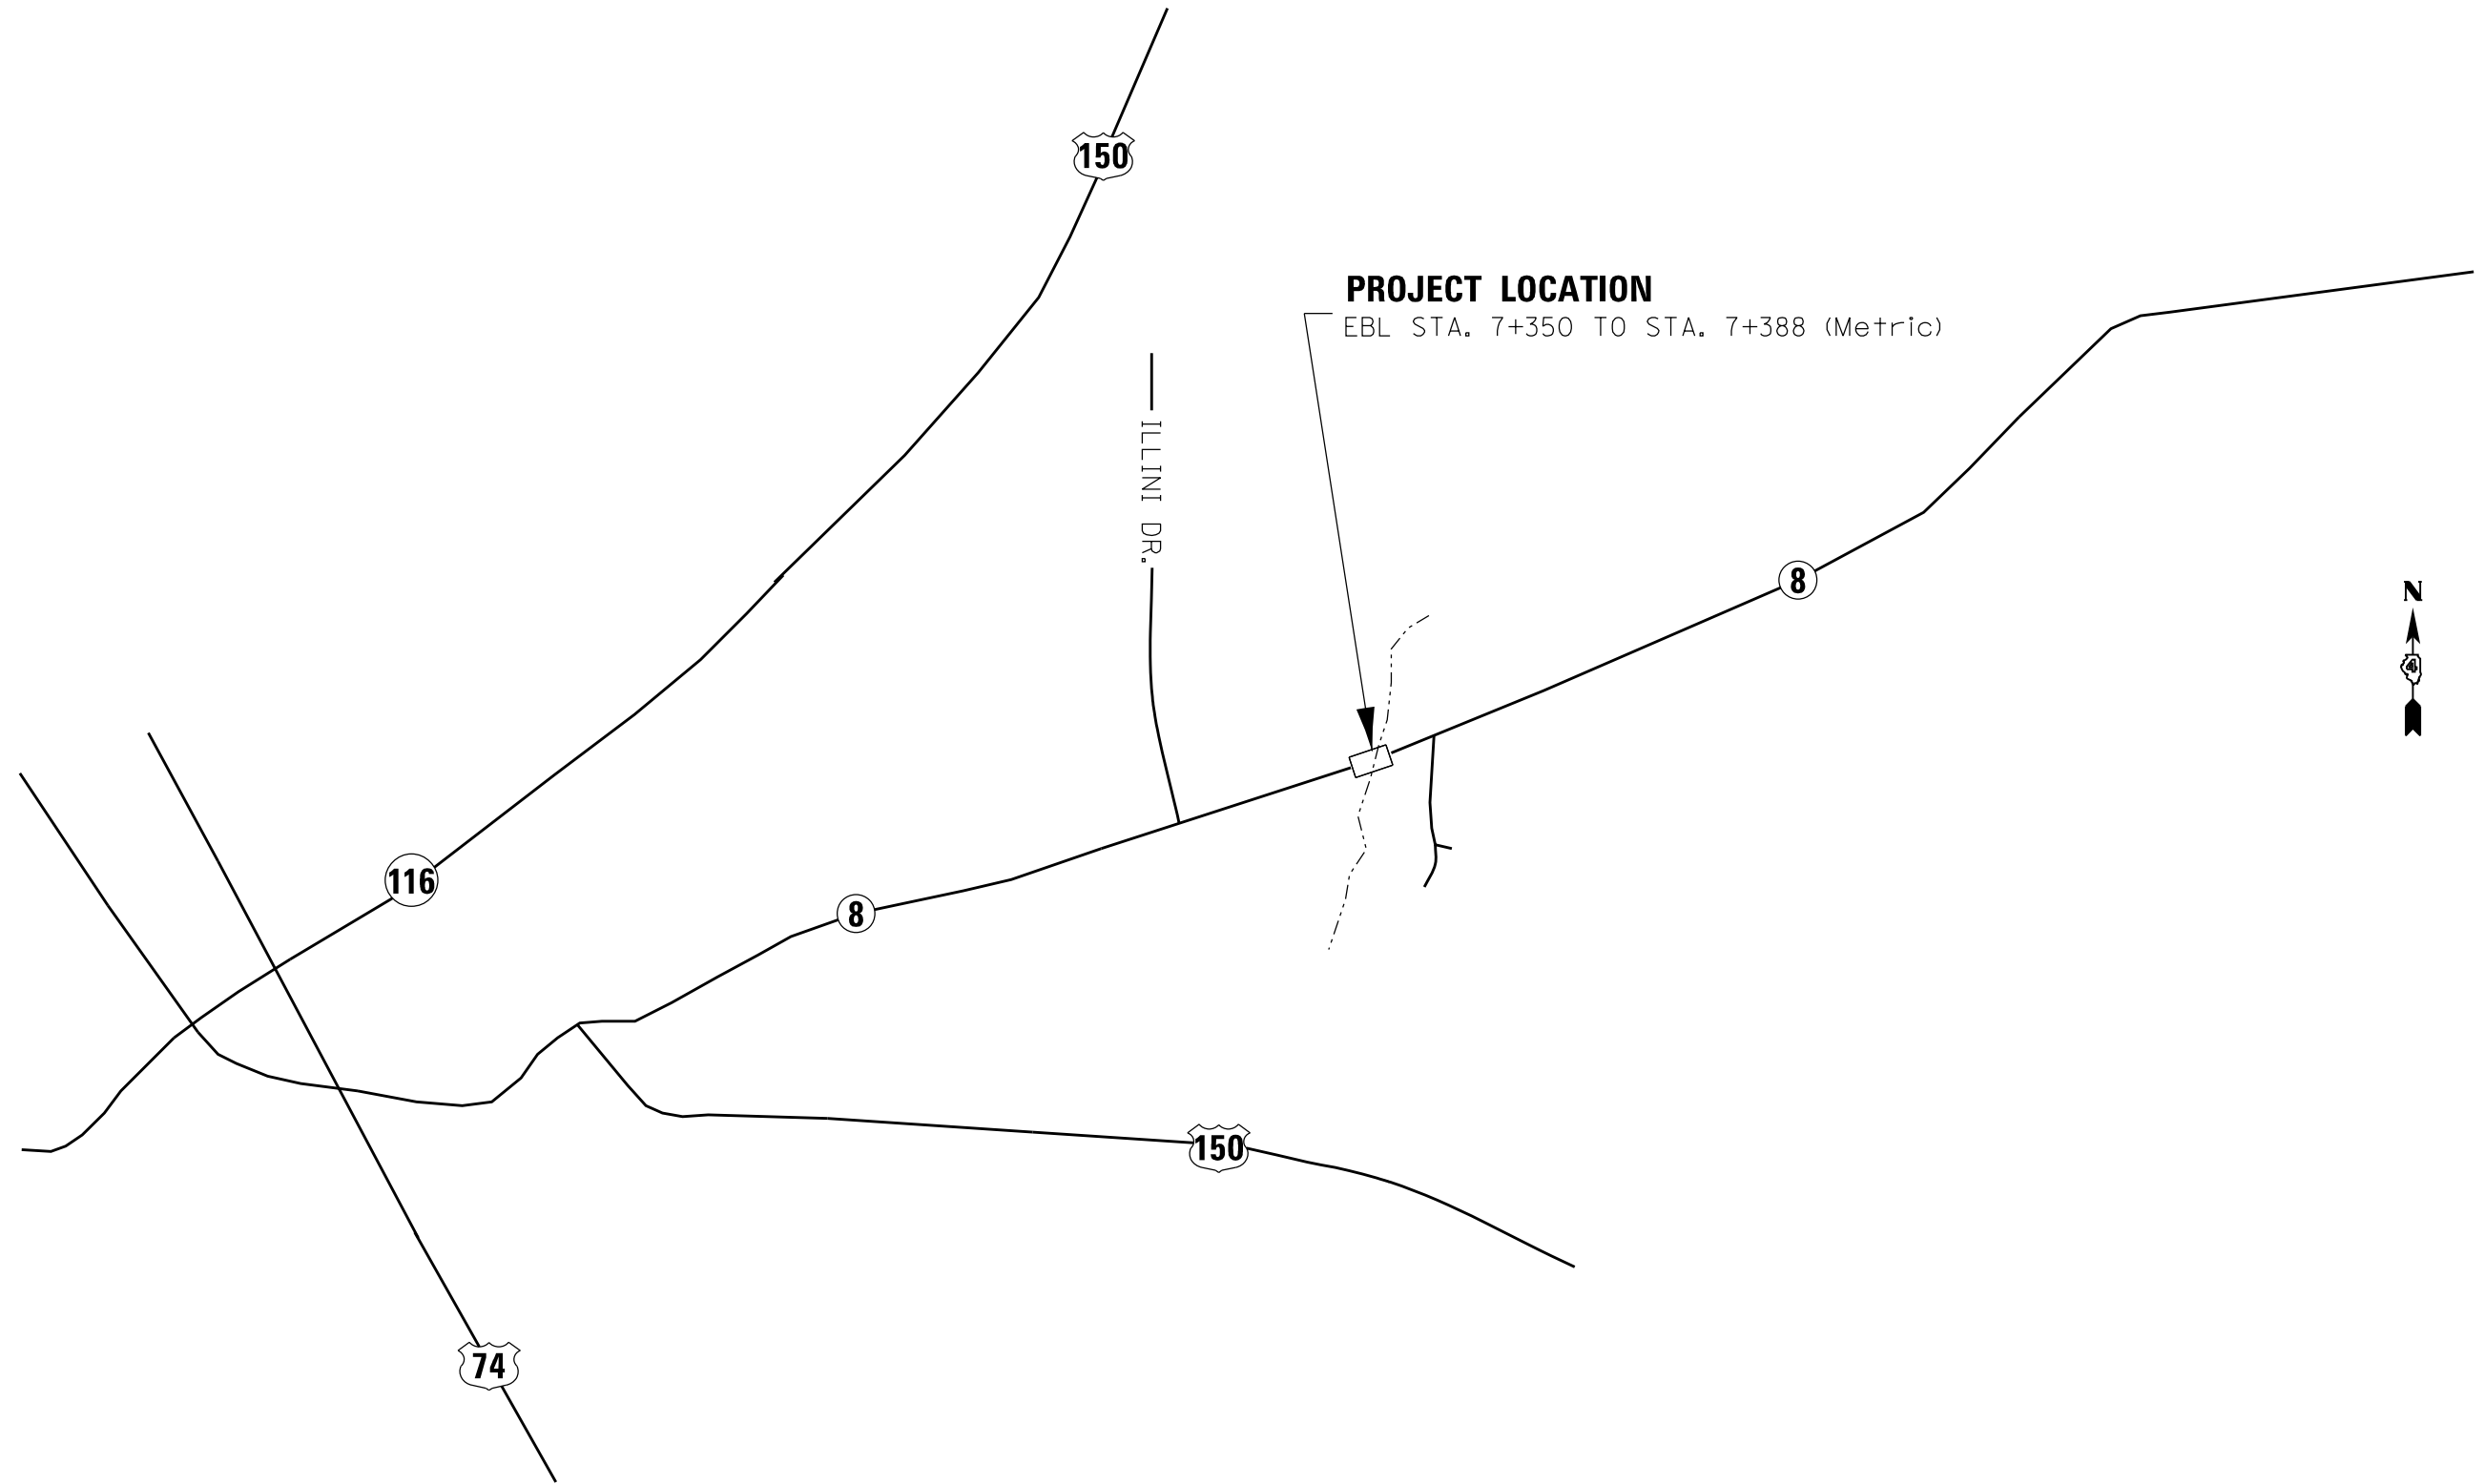 150
PROJECT LOCATION
EBL STA. 7+350 TO STA. 7+388 (Metric)
ILLINI DR.
8
N
4
116
8
150
74